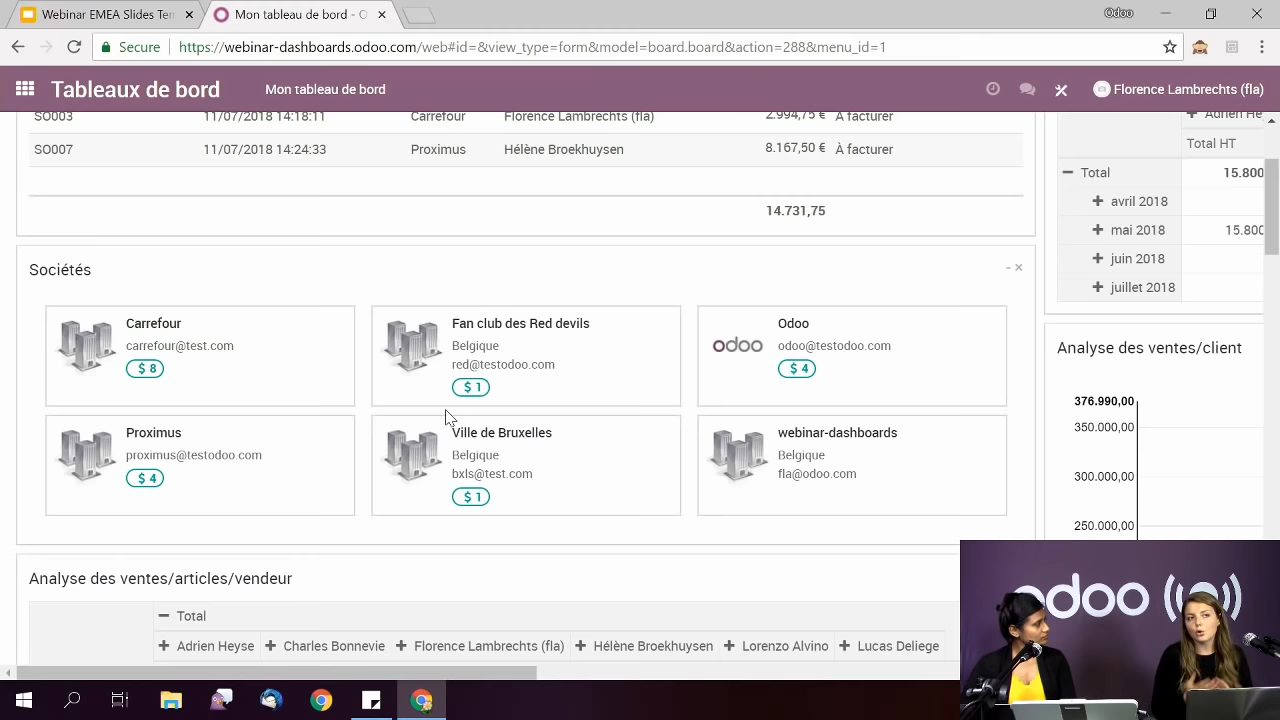 Webinar EMEA Slides Ten
Mon tableau de bord - O
Odoo
Secure
https://webinar-dashboards.odoo.com/web#id=&view_type=form&model=board.board&action=288&menu_id=1
Tableaux de bord
Mon tableau de bord
Florence Lambrechts (fla)
SO003 11/07/2018 14:18:11 Carrefour Florence Lambrechts (fla) 2.994,75 € À facturer
SO007 11/07/2018 14:24:33 Proximus Hélène Broekhuysen 8.167,50 € À facturer
14.731,75
Adrien He
Total HT
Total 15.800
avril 2018
mai 2018 15.800
juin 2018
juillet 2018
Sociétés
Carrefour
carrefour@test.com
$ 8
Fan club des Red devils
Belgique
red@testodoo.com
$ 1
odoo
Odoo
odoo@testodoo.com
$ 4
Proximus
proximus@testodoo.com
$ 4
Ville de Bruxelles
Belgique
bxls@test.com
$ 1
webinar-dashboards
Belgique
fla@odoo.com
Analyse des ventes/client
376.990,00
350.000,00
300.000,00
250.000,00
Analyse des ventes/articles/vendeur
Total
Adrien Heyse Charles Bonnevie Florence Lambrechts (fla) Hélène Broekhuysen Lorenzo Alvino Lucas Deliege
odoo